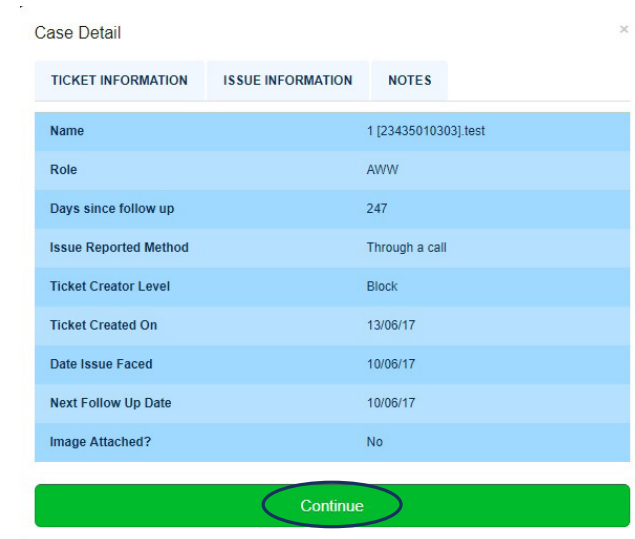 Case Detail ×
TICKET INFORMATION ISSUE INFORMATION NOTES
Name 1 [23435010303].test
Role AWW
Days since follow up 247
Issue Reported Method Through a call
Ticket Creator Level Block
Ticket Created On 13/06/17
Date Issue Faced 10/06/17
Next Follow Up Date 10/06/17
Image Attached? No
Continue